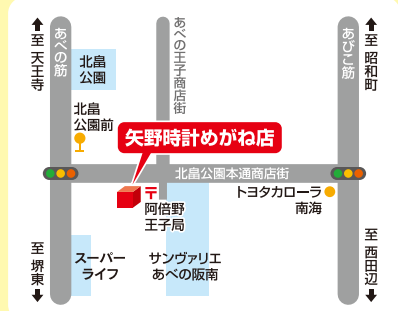 至 天王寺
あべの筋
北畠
公園
あべの王子商店街
あびこ筋
至 昭和町
北畠
公園前
矢野時計めがね店
北畠公園本通商店街
〒
阿倍野
王子局
トヨタカローラ
南海
至 堺東
スーパー
ライフ
サンヴァリエ
あべの阪南
至 西田辺